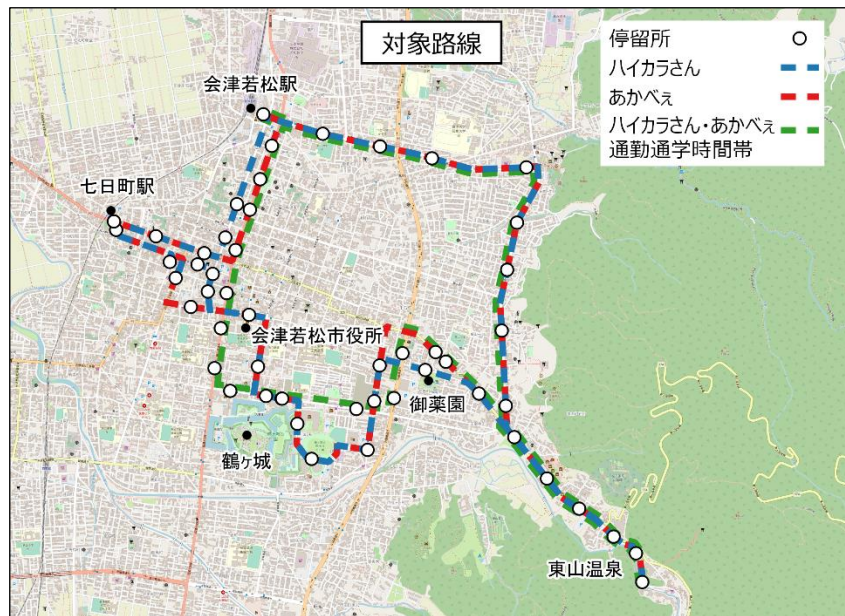 対象路線
停留所
ハイカラさん
あかべぇ
ハイカラさん・あかべぇ
通勤通学時間帯
会津若松駅
七日町駅
会津若松市役所
御薬園
鶴ヶ城
東山温泉